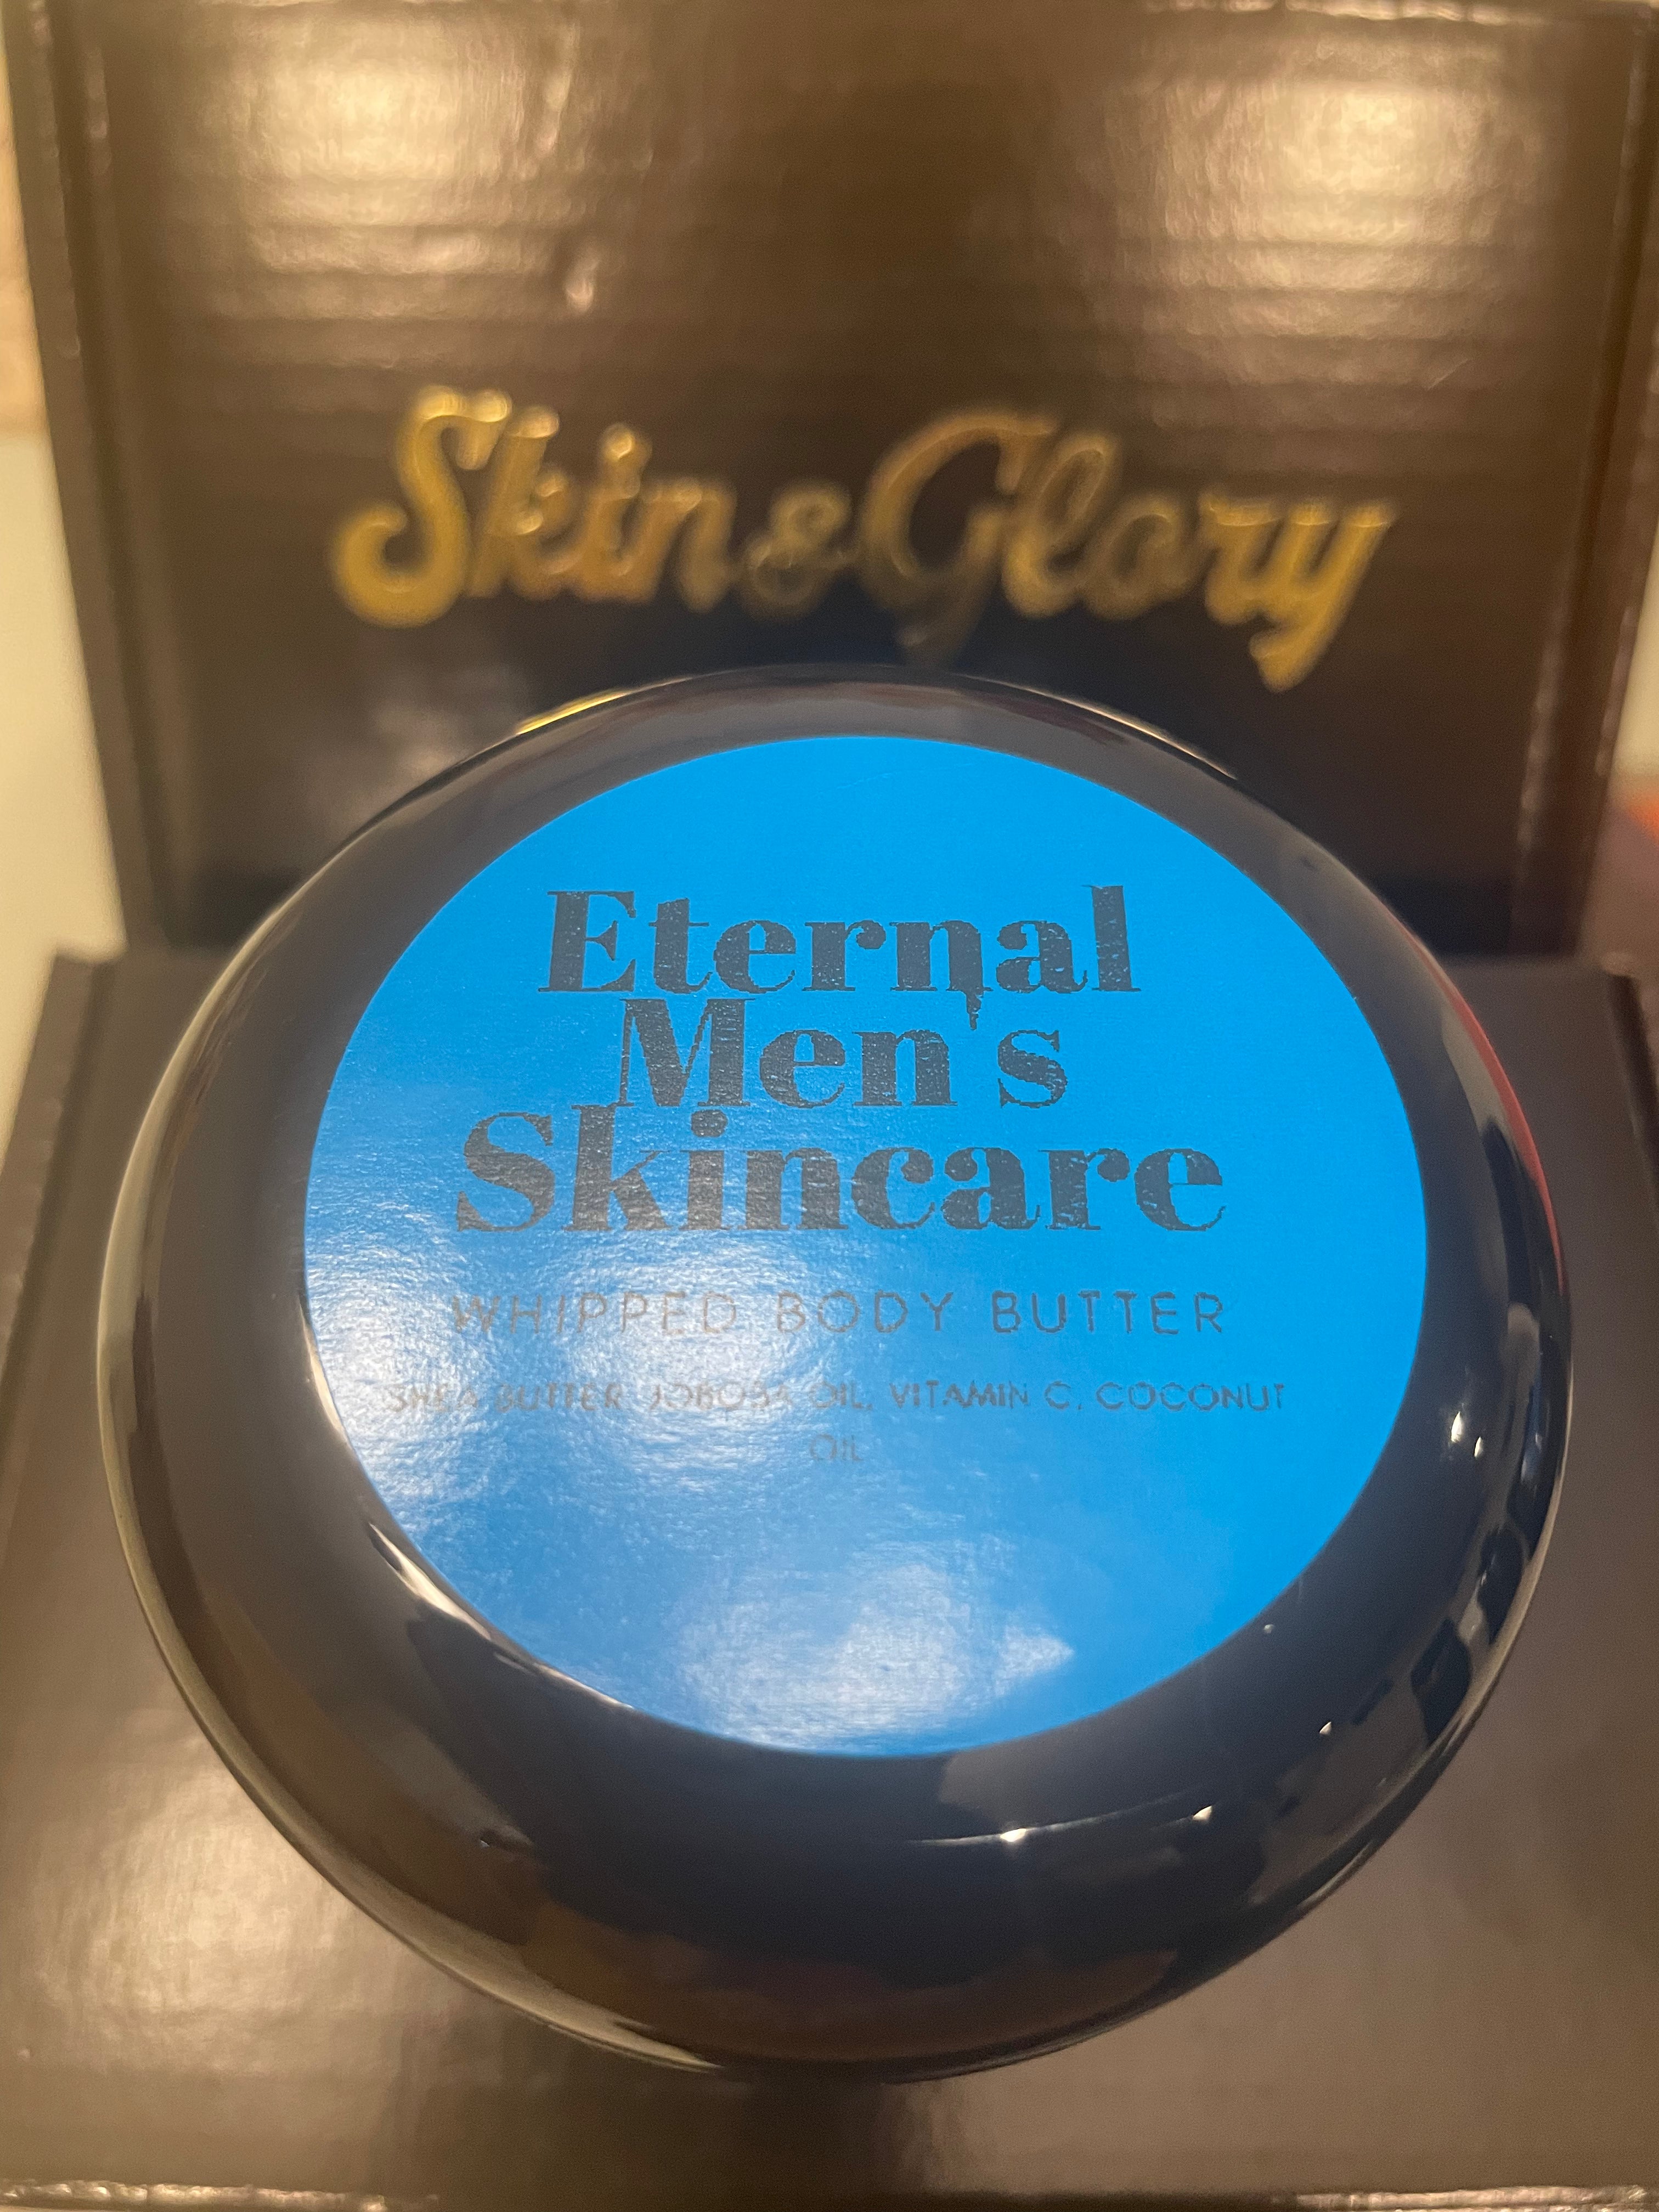 Skin & Glory
Eternal
Men's
Skincare
WHIPPED BODY BUTTER
SHEA BUTTER JOBOBA OIL, VITAMIN C, COCONUT
OIL